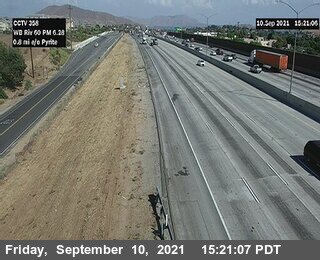 CCTV 358
WB Riv 60 PM 6.28
0.8 mi e/o Pyrite
10.Sep 2021
15:21:06
Friday, September 10, 2021 15:21:07 PDT